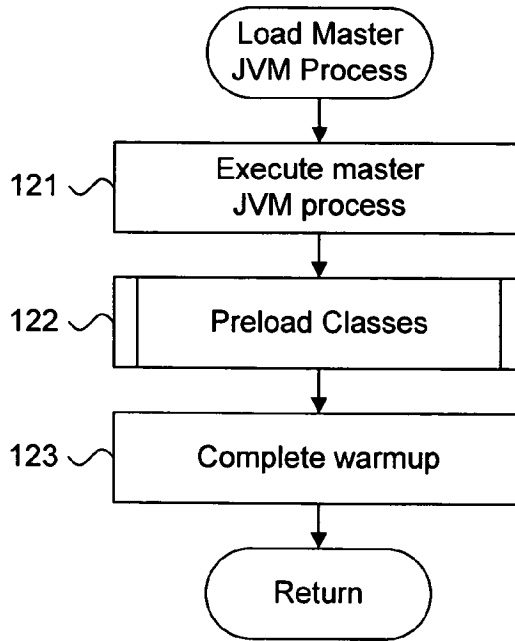 Load Master
JVM Process
121
Execute master
JVM process
122
Preload Classes
123
Complete warmup
Return